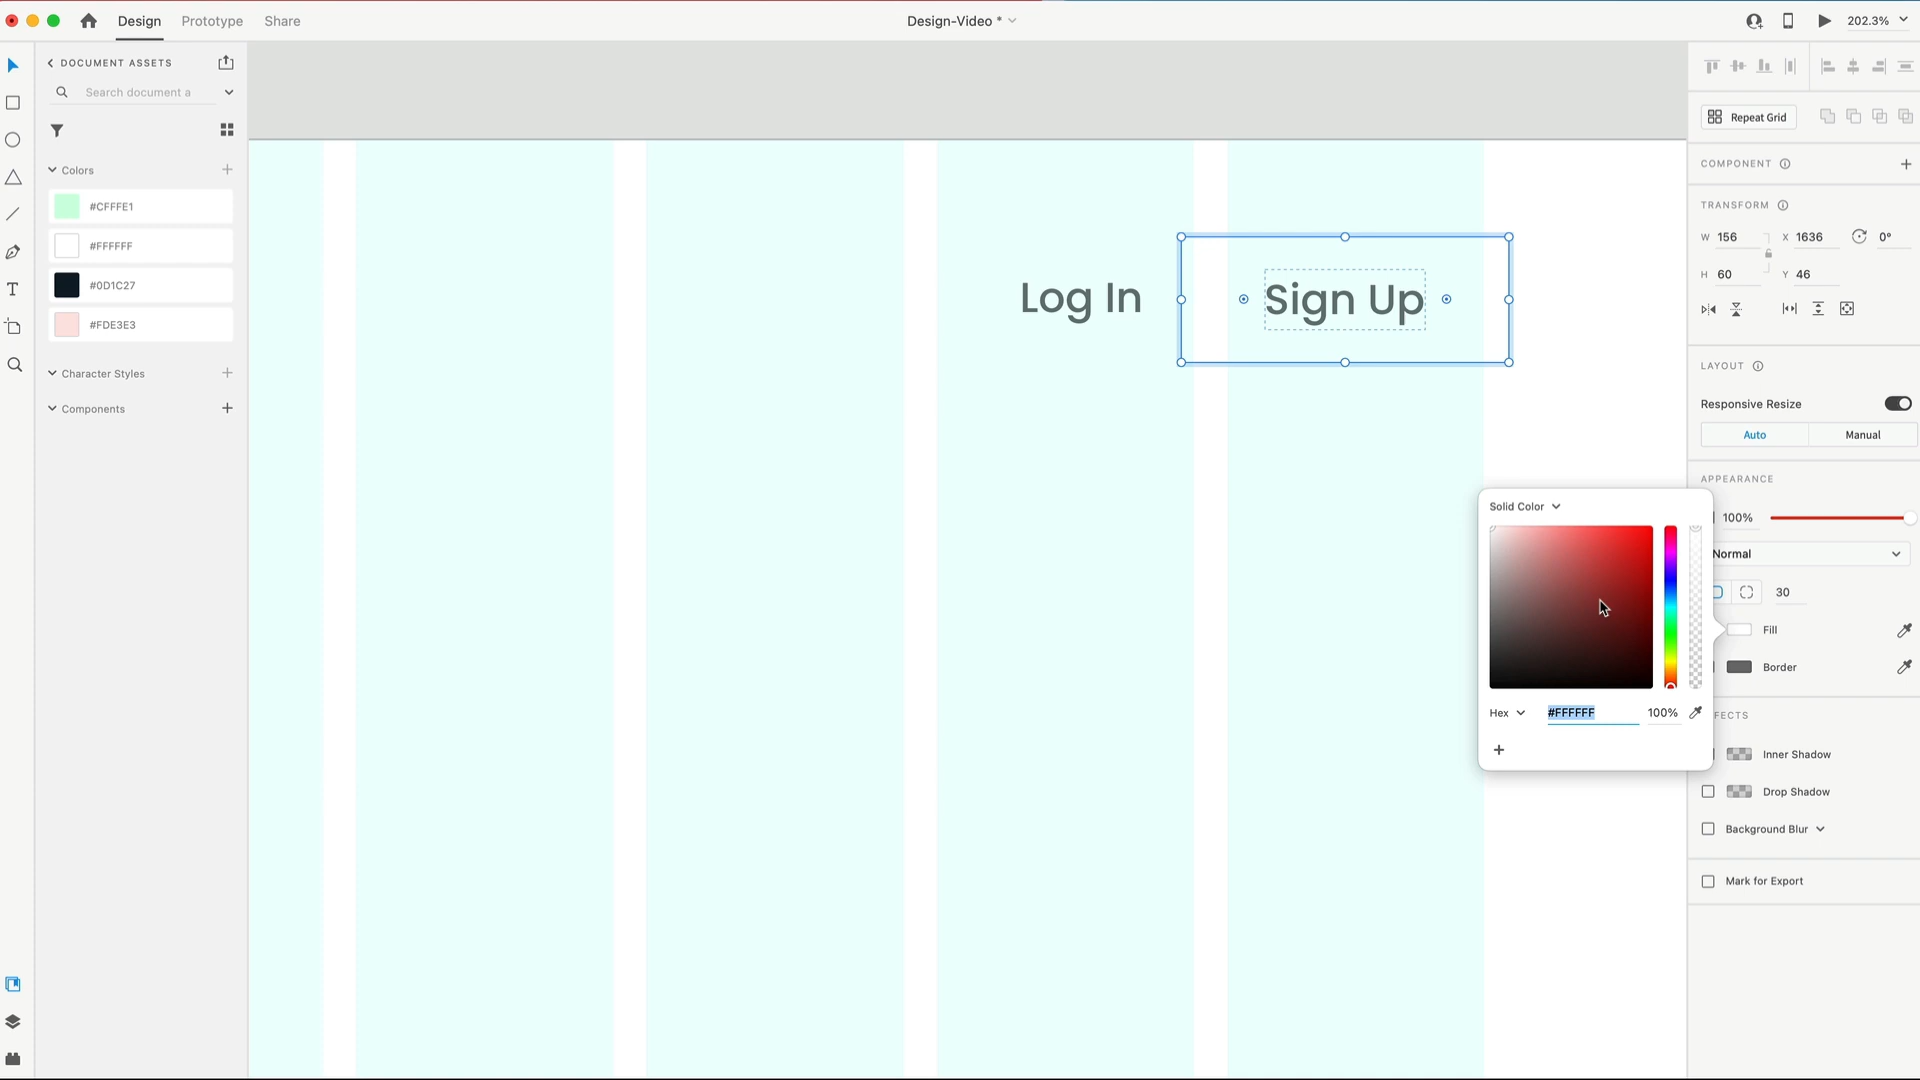 Design Prototype Share
Design-Video *
202.3%
DOCUMENT ASSETS
Search document a
Colors
#CFFFE1
#FFFFFF
#0D1C27
#FDE3E3
Character Styles
Components
Log In
Sign Up
Repeat Grid
COMPONENT
TRANSFORM
W 156 X 1636 0°
H 60 Y 46
LAYOUT
Responsive Resize
Auto Manual
APPEARANCE
100%
Normal
30
Fill
Border
FECTS
Inner Shadow
Drop Shadow
Background Blur
Mark for Export
Solid Color
Hex #FFFFFF 100%